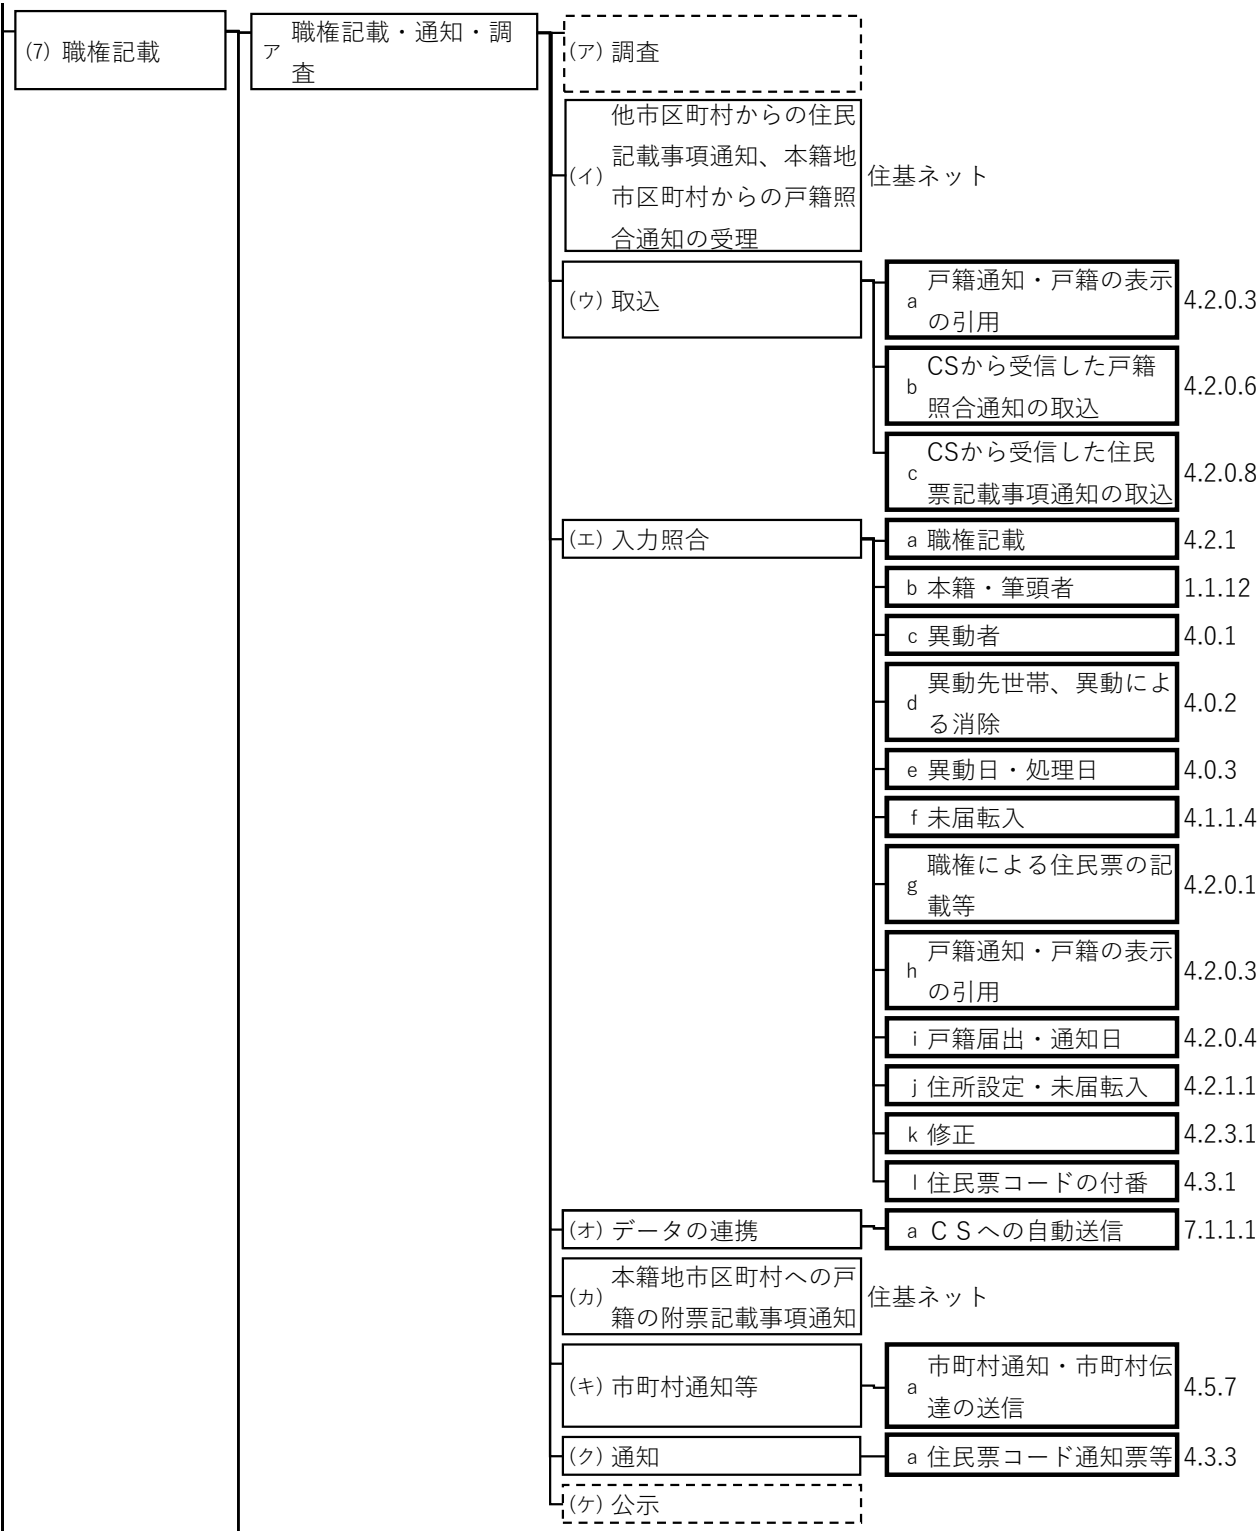 (7) 職権記載
ア 職権記載・通知・調
査
(ア) 調査
(イ) 他市区町村からの住民
記載事項通知、本籍地
市区町村からの戸籍照
合通知の受理
住基ネット
(ウ) 取込
a 戸籍通知・戸籍の表示
の引用
4.2.0.3
b CSから受信した戸籍
照合通知の取込
4.2.0.6
c CSから受信した住民
票記載事項通知の取込
4.2.0.8
(エ) 入力照合
a 職権記載 4.2.1
b 本籍・筆頭者 1.1.12
c 異動者 4.0.1
d 異動先世帯、異動によ
る消除
4.0.2
e 異動日・処理日 4.0.3
f 未届転入 4.1.1.4
g 職権による住民票の記
載等
4.2.0.1
h 戸籍通知・戸籍の表示
の引用
4.2.0.3
i 戸籍届出・通知日 4.2.0.4
j 住所設定・未届転入 4.2.1.1
k 修正 4.2.3.1
l 住民票コードの付番 4.3.1
(オ) データの連携
a ＣＳへの自動送信 7.1.1.1
(カ) 本籍地市区町村への戸
籍の附票記載事項通知
住基ネット
(キ) 市町村通知等
a 市町村通知・市町村伝
達の送信
4.5.7
(ク) 通知
a 住民票コード通知票等 4.3.3
(ケ) 公示